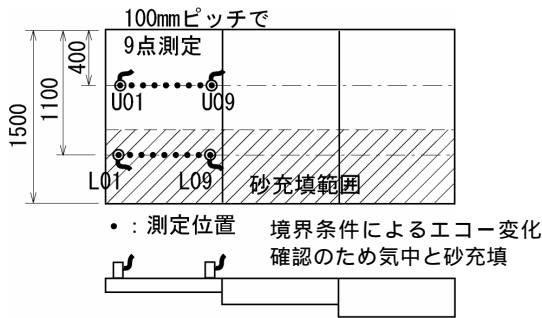 100mmピッチで
9点測定
400
1100
1500
U01 U09
L01 L09
砂充填範囲
・：測定位置
境界条件によるエコー変化
確認のため気中と砂充填